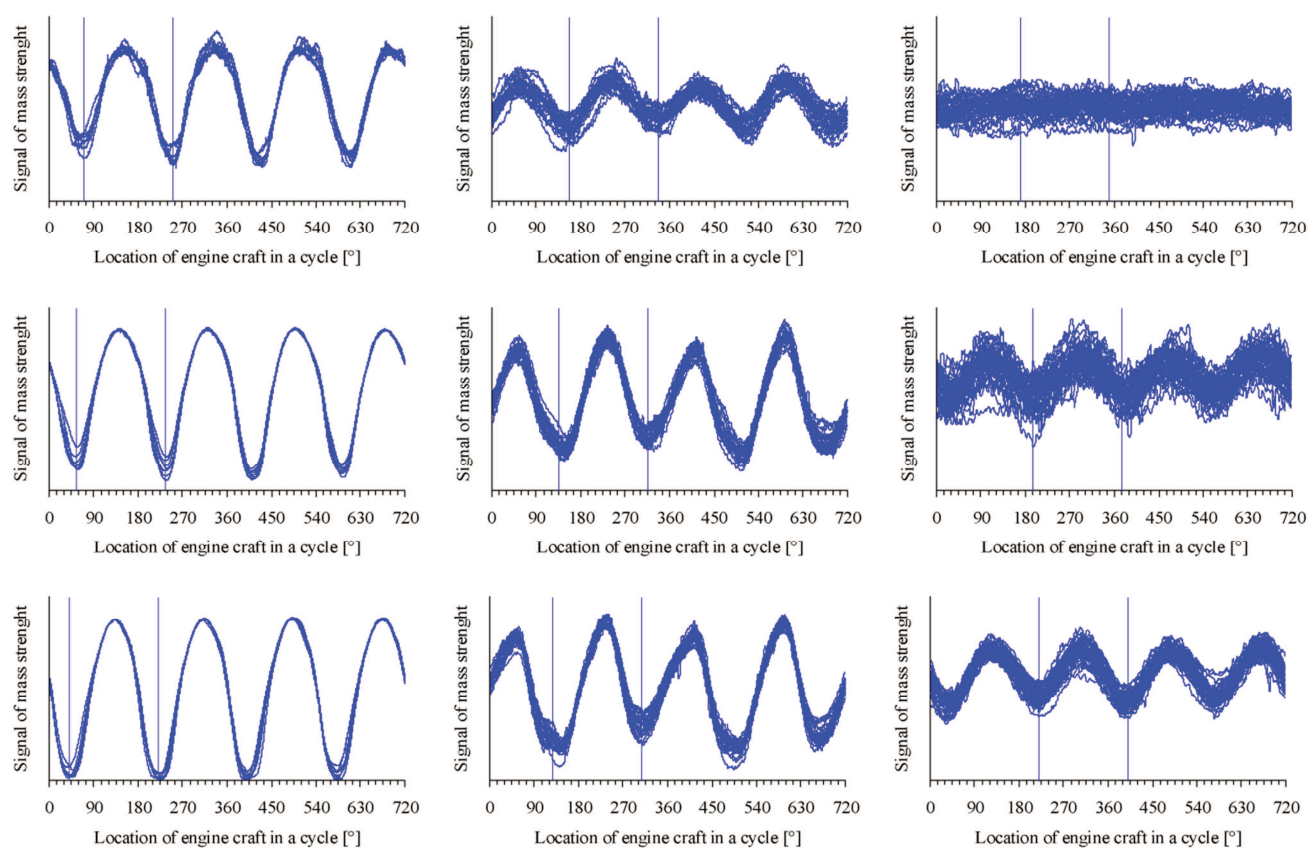 Signal of mass strenght
0 90 180 270 360 450 540 630 720
Location of engine craft in a cycle [°]
Signal of mass strenght
0 90 180 270 360 450 540 630 720
Location of engine craft in a cycle [°]
Signal of mass strenght
0 90 180 270 360 450 540 630 720
Location of engine craft in a cycle [°]
Signal of mass strenght
0 90 180 270 360 450 540 630 720
Location of engine craft in a cycle [°]
Signal of mass strenght
0 90 180 270 360 450 540 630 720
Location of engine craft in a cycle [°]
Signal of mass strenght
0 90 180 270 360 450 540 630 720
Location of engine craft in a cycle [°]
Signal of mass strenght
0 90 180 270 360 450 540 630 720
Location of engine craft in a cycle [°]
Signal of mass strenght
0 90 180 270 360 450 540 630 720
Location of engine craft in a cycle [°]
Signal of mass strenght
0 90 180 270 360 450 540 630 720
Location of engine craft in a cycle [°]